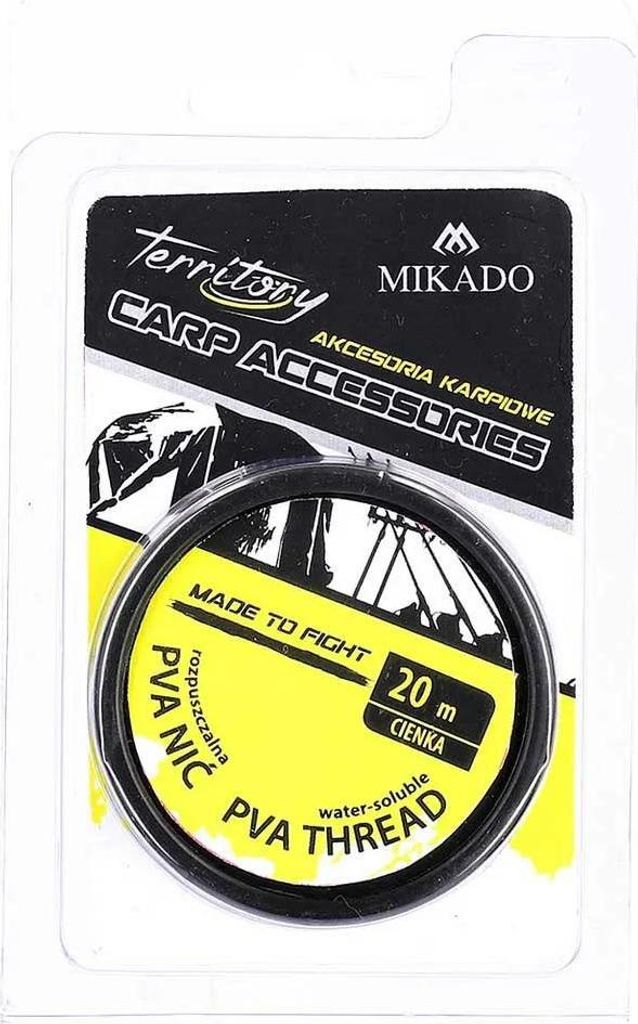 Territory
MIKADO
AKCESORIA KARPIOWE
CARP ACCESSORIES
MADE TO FIGHT
20 m
CIENKA
rozpuszczalna
PVA NIĆ
water-soluble
PVA THREAD